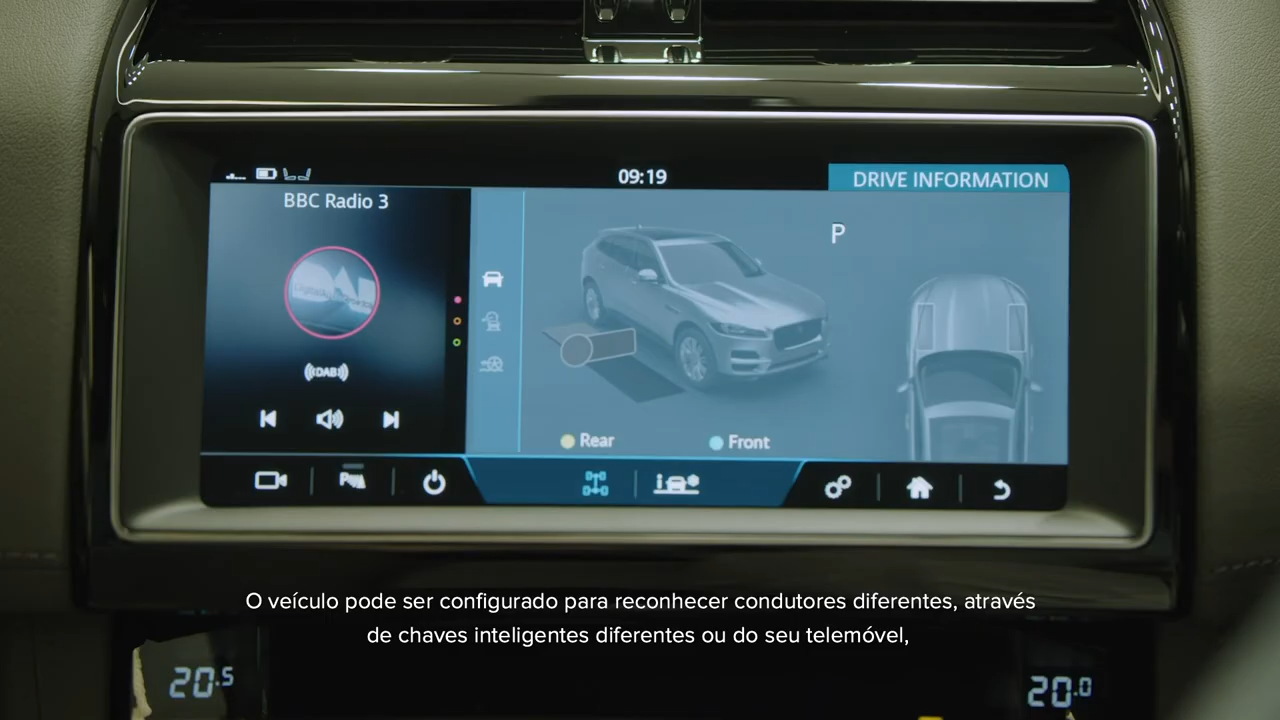 09:19
DRIVE INFORMATION
BBC Radio 3
P
DAB
Rear
Front
O veículo pode ser configurado para reconhecer condutores diferentes, através
de chaves inteligentes diferentes ou do seu telemóvel,
20.5
20.0